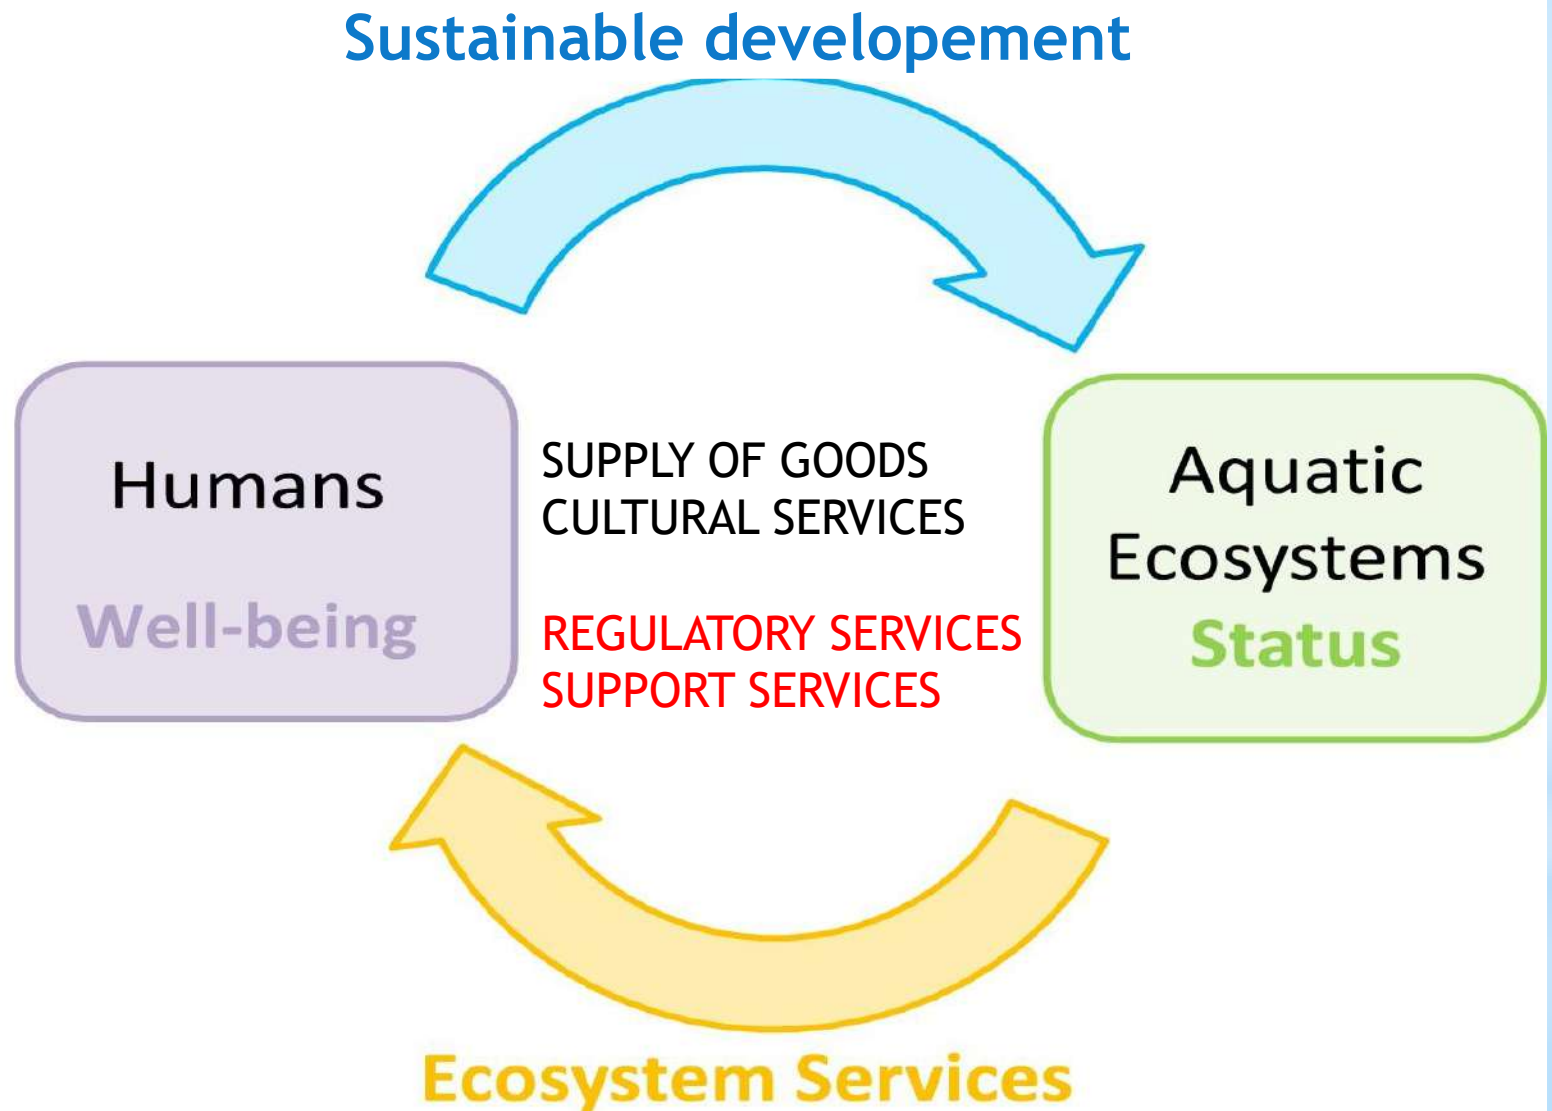 Sustainable developement
Humans
Well-being
SUPPLY OF GOODS
CULTURAL SERVICES
REGULATORY SERVICES
SUPPORT SERVICES
Aquatic
Ecosystems
Status
Ecosystem Services